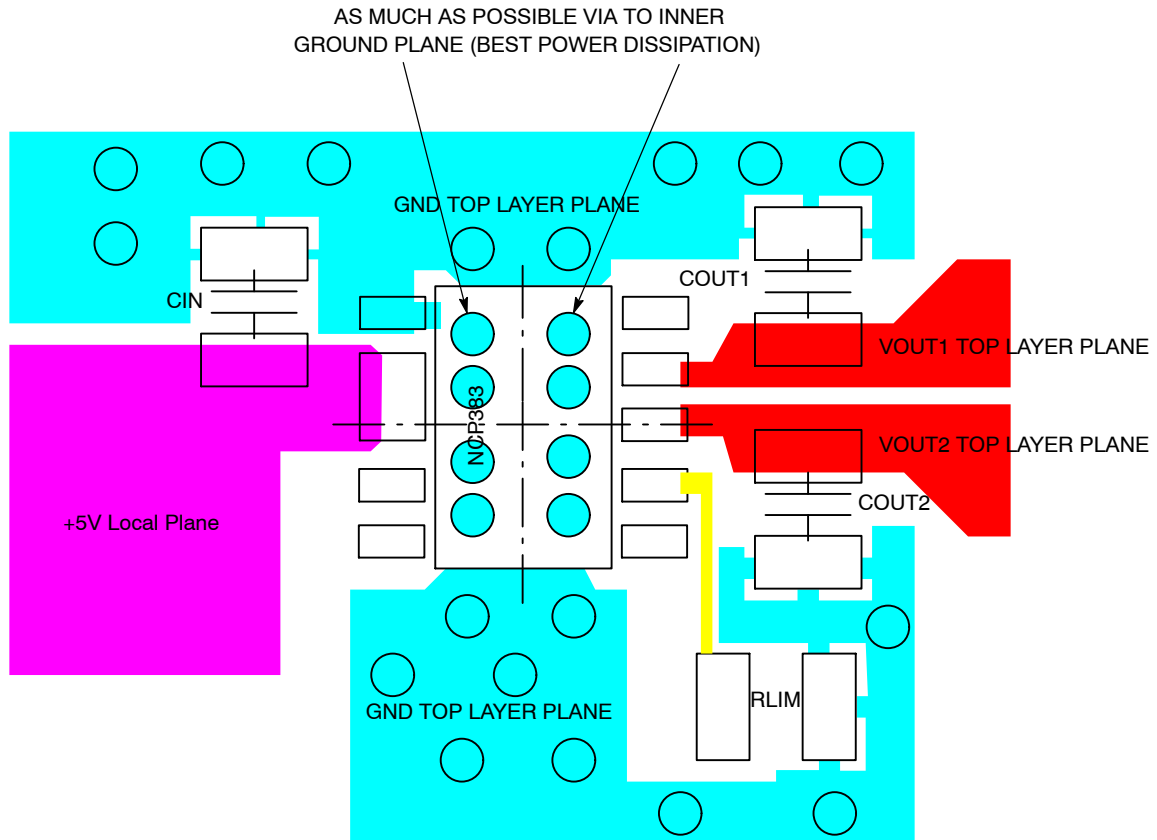 AS MUCH AS POSSIBLE VIA TO INNER
GROUND PLANE (BEST POWER DISSIPATION)
GND TOP LAYER PLANE
CIN
COUT1
VOUT1 TOP LAYER PLANE
NCP383
VOUT2 TOP LAYER PLANE
COUT2
+5V Local Plane
RLIM
GND TOP LAYER PLANE